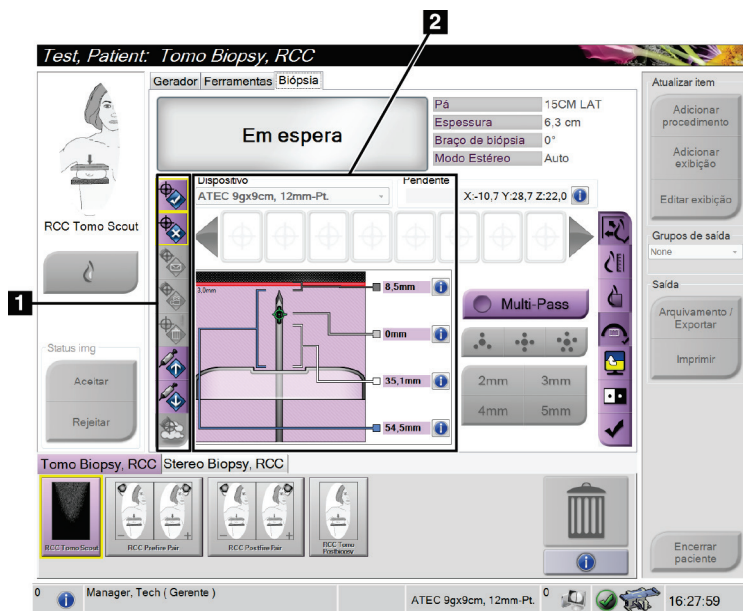 2
Test, Patient: Tomo Biopsy, RCC
Gerador Ferramentas Biópsia
Atualizar item
Em espera
Pá 15CM LAT
Espessura 6,3 cm
Braço de biópsia 0°
Modo Estéreo Auto
Adicionar procedimento
Adicionar exibição
Editar exibição
Dispositivo
Pendente
ATEC 9gx9cm, 12mm-Pt.
X:-10,7 Y:28,7 Z:22,0
RCC Tomo Scout
Grupos de saída
None
Saída
1
3,0mm
8,5mm
Multi-Pass
Arquivamento / Exportar
0mm
Imprimir
Status img
Aceitar
35,1mm
2mm 3mm
4mm 5mm
Rejeitar
54,5mm
Tomo Biopsy, RCC Stereo Biopsy, RCC
RCC Tomo Scout
RCC Prefire Pair
RCC Postfire Pair
RCC Tomo
Postbiopsy
Encerrar
paciente
0 Manager, Tech ( Gerente )
ATEC 9gx9cm, 12mm-Pt. 0
16:27:59